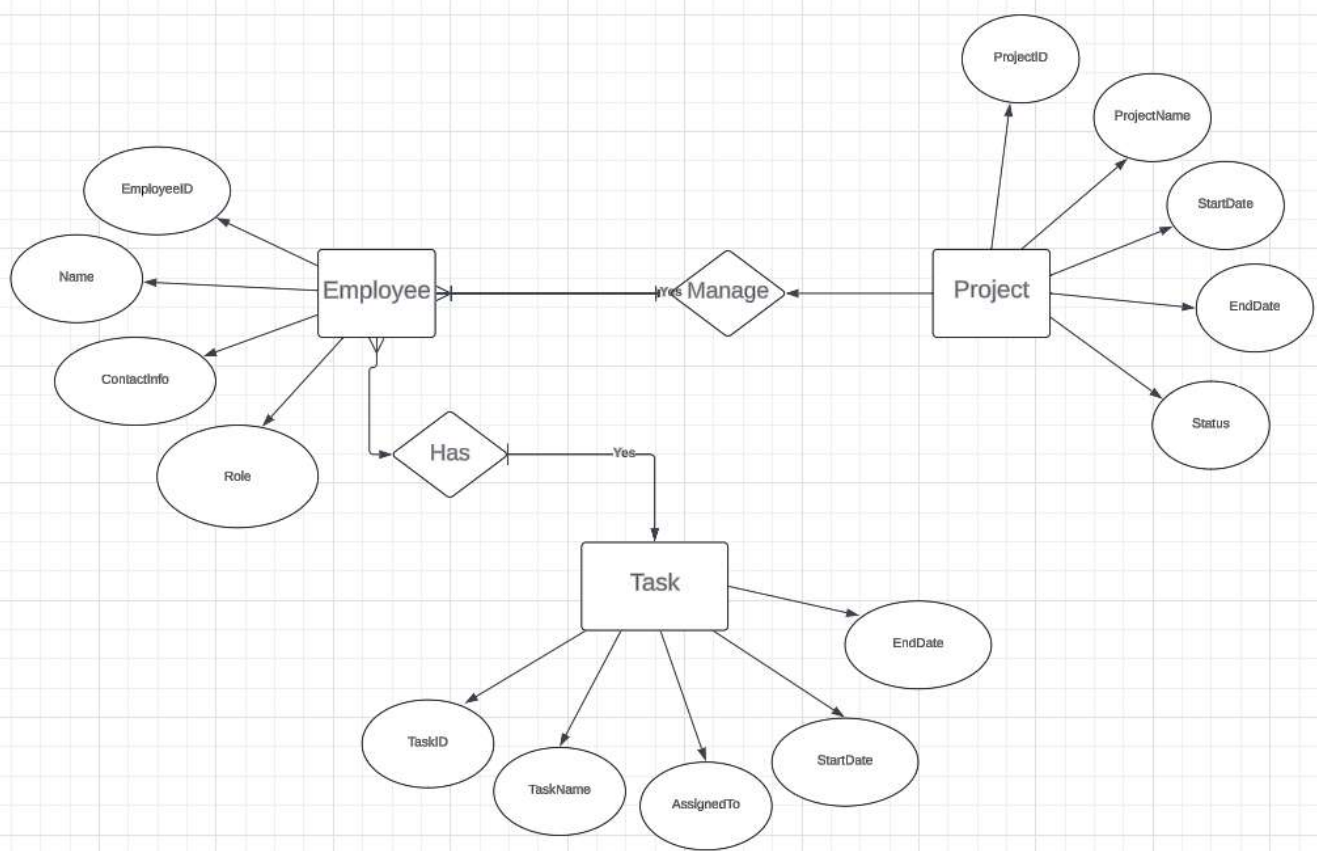 ProjectID
ProjectName
EmployeeID
StartDate
Name
Employee
Yes
Manage
Project
EndDate
ContactInfo
Status
Has
Yes
Role
Task
EndDate
TaskID
TaskName
AssignedTo
StartDate